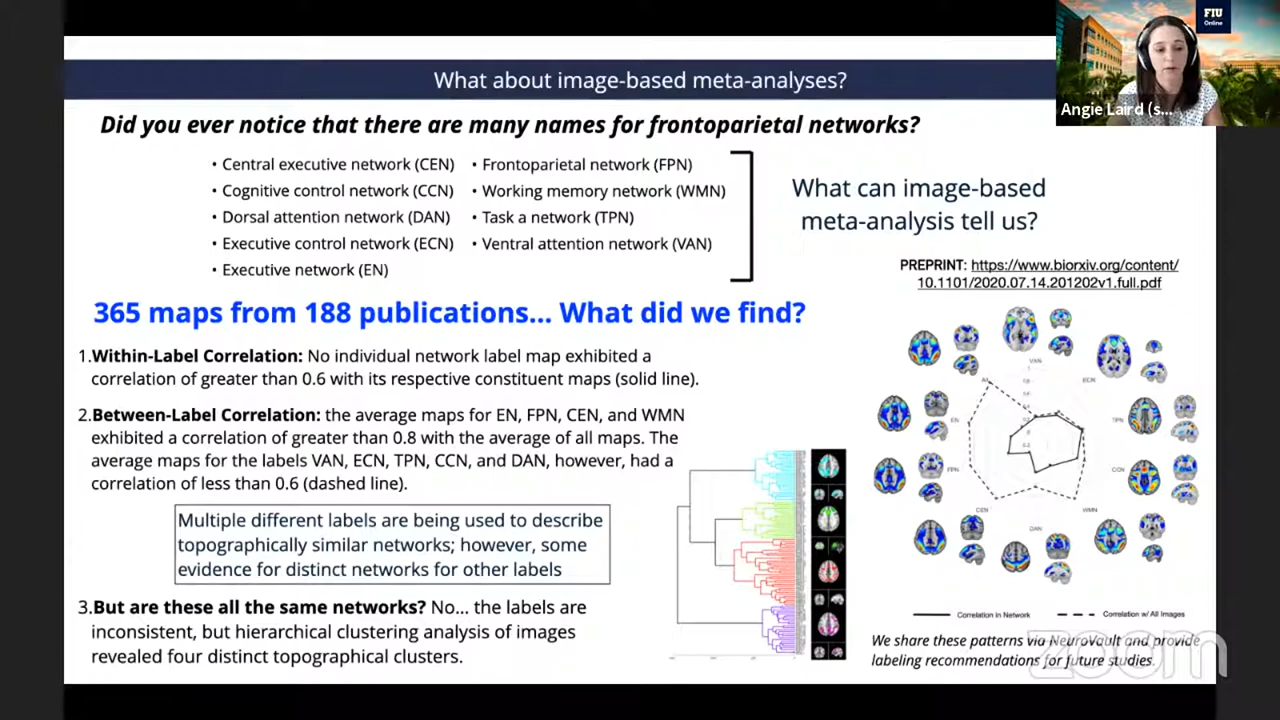 FIU
Online
Angie Laird (s...
What about image-based meta-analyses?
Did you ever notice that there are many names for frontoparietal networks?
• Central executive network (CEN)
• Cognitive control network (CCN)
• Dorsal attention network (DAN)
• Executive control network (ECN)
• Executive network (EN)
• Frontoparietal network (FPN)
• Working memory network (WMN)
• Task a network (TPN)
• Ventral attention network (VAN)
What can image-based
meta-analysis tell us?
PREPRINT: https://www.biorxiv.org/content/
10.1101/2020.07.14.201202v1.full.pdf
365 maps from 188 publications... What did we find?
1.Within-Label Correlation: No individual network label map exhibited a
correlation of greater than 0.6 with its respective constituent maps (solid line).
2.Between-Label Correlation: the average maps for EN, FPN, CEN, and WMN
exhibited a correlation of greater than 0.8 with the average of all maps. The
average maps for the labels VAN, ECN, TPN, CCN, and DAN, however, had a
correlation of less than 0.6 (dashed line).
Multiple different labels are being used to describe
topographically similar networks; however, some
evidence for distinct networks for other labels
3.But are these all the same networks? No... the labels are
inconsistent, but hierarchical clustering analysis of images
revealed four distinct topographical clusters.
VAN
ECN
TPN
CCN
WMN
DAN
CEN
FPN
EN
All
Correlation in Network
Correlation w/ All Images
We share these patterns via NeuroVault and provide
labeling recommendations for future studies.
zoom